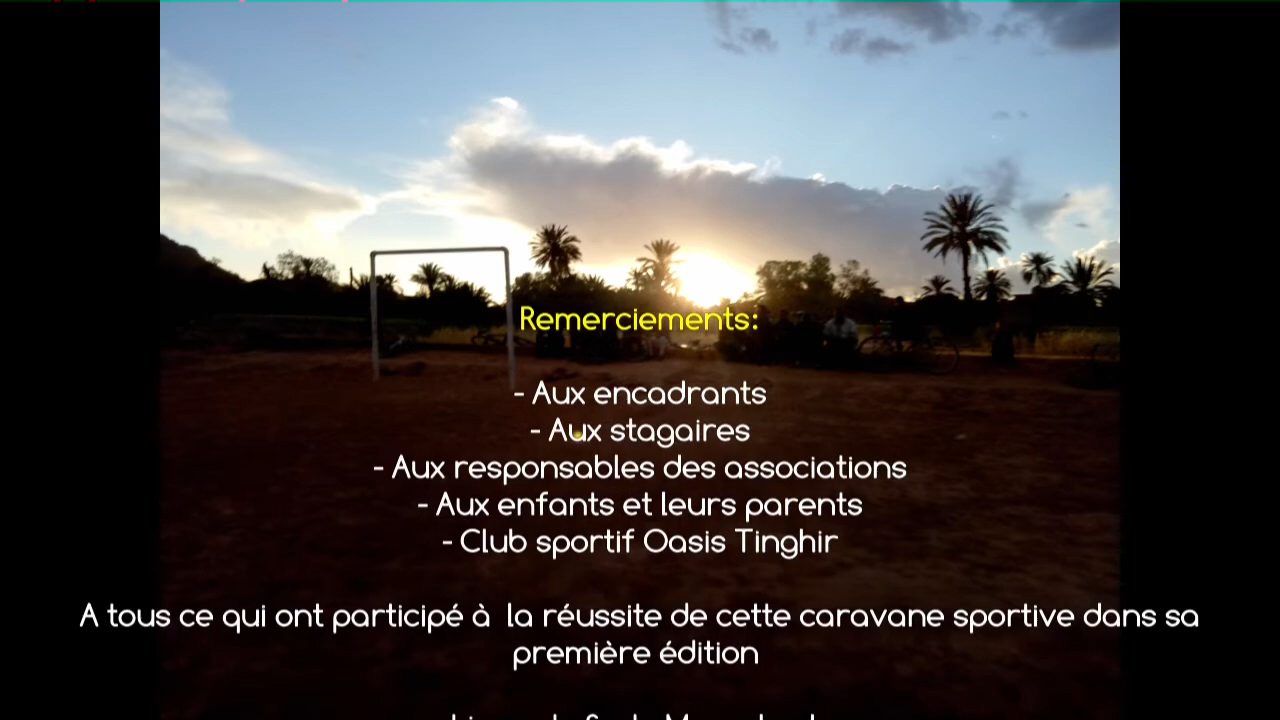 Remerciements:
- Aux encadrants
- Aux stagaires
- Aux responsables des associations
- Aux enfants et leurs parents
- Club sportif Oasis Tinghir
A tous ce qui ont participé à la réussite de cette caravane sportive dans sa
première édition